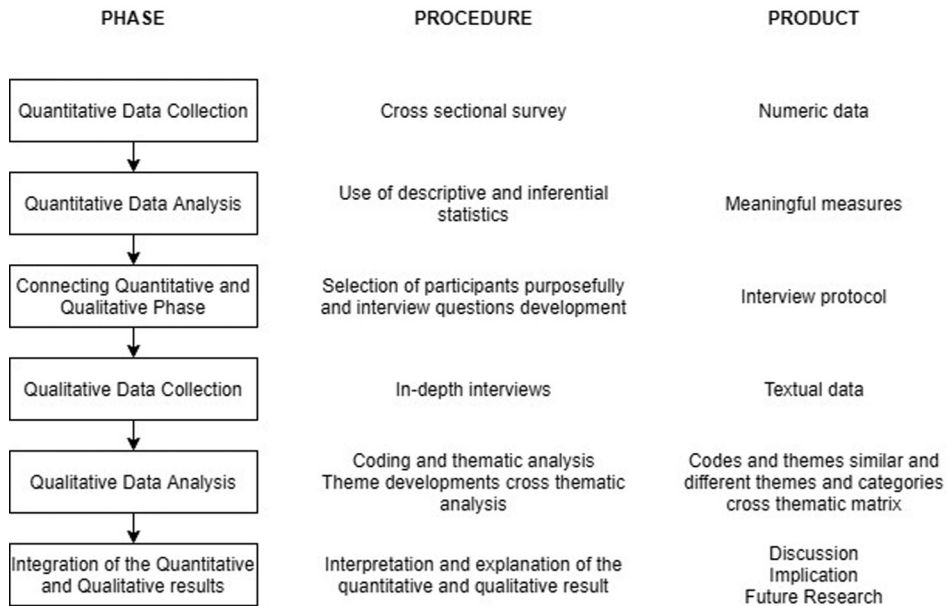 PHASE
PROCEDURE
PRODUCT
Quantitative Data Collection
Cross sectional survey
Numeric data
Quantitative Data Analysis
Use of descriptive and inferential
statistics
Meaningful measures
Connecting Quantitative and
Qualitative Phase
Selection of participants purposefully
and interview questions development
Interview protocol
Qualitative Data Collection
In-depth interviews
Textual data
Qualitative Data Analysis
Coding and thematic analysis
Theme developments cross thematic
analysis
Codes and themes similar and
different themes and categories
cross thematic matrix
Integration of the Quantitative
and Qualitative results
Interpretation and explanation of the
quantitative and qualitative result
Discussion
Implication
Future Research